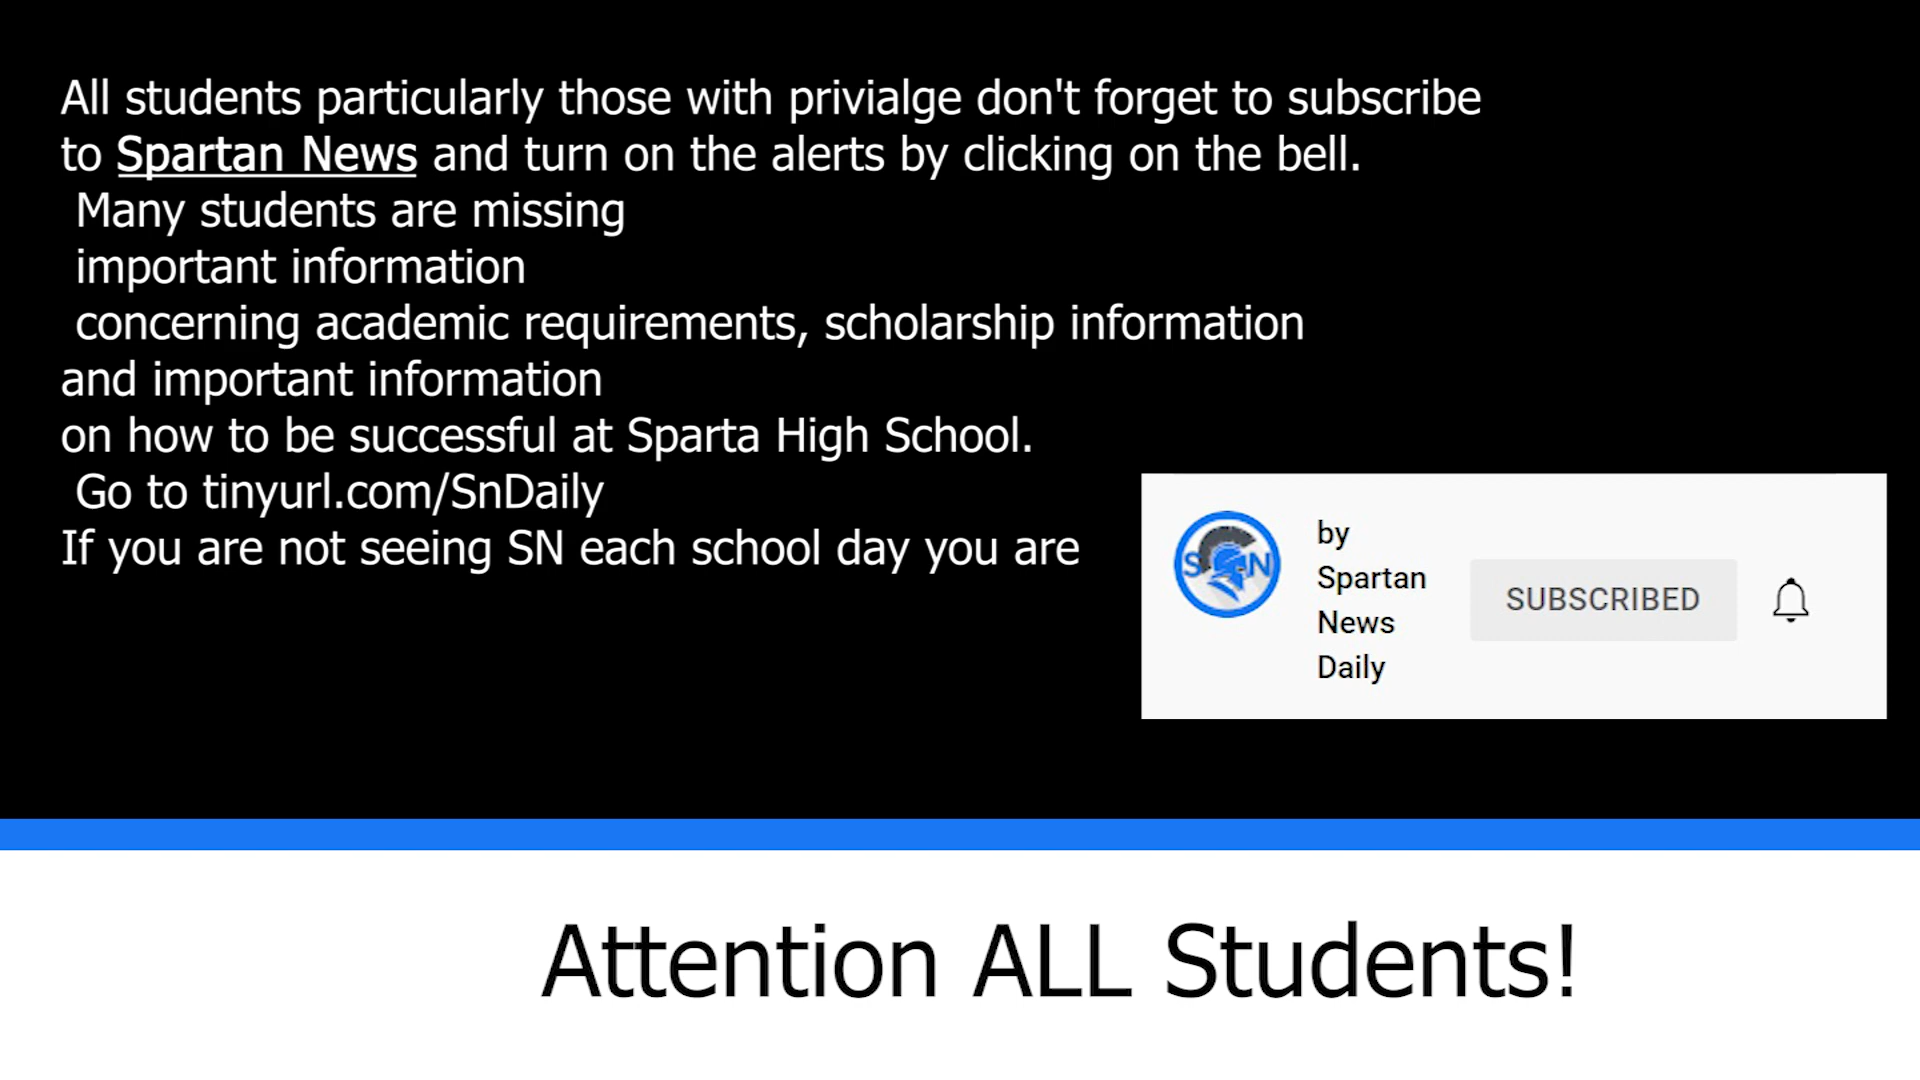 All students particularly those with privialge don't forget to subscribe
to Spartan News and turn on the alerts by clicking on the bell.
Many students are missing
important information
concerning academic requirements, scholarship information
and important information
on how to be successful at Sparta High School.
Go to tinyurl.com/SnDaily
If you are not seeing SN each school day you are
S N
by
Spartan
News
Daily
SUBSCRIBED
Attention ALL Students!